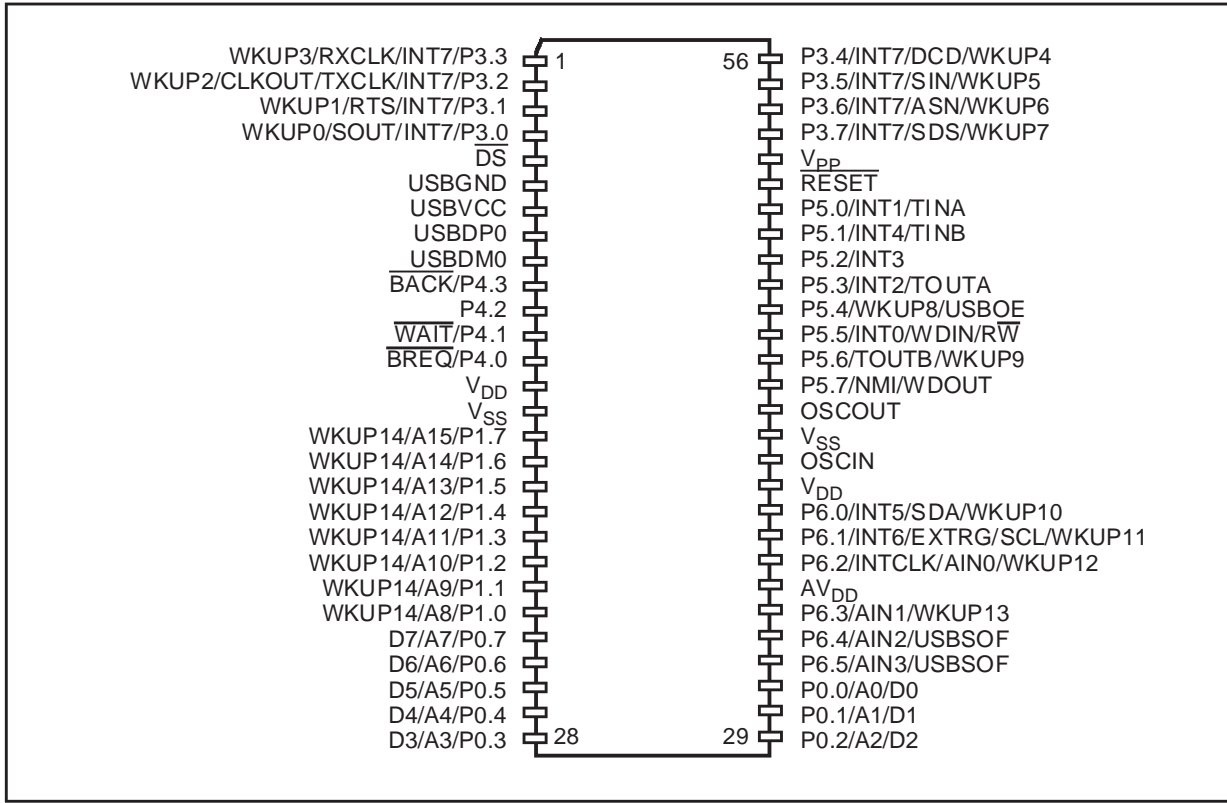 WKUP3/RXCLK/INT7/P3.3
WKUP2/CLKOUT/TXCLK/INT7/P3.2
WKUP1/RTS/INT7/P3.1
WKUP0/SOUT/INT7/P3.0
DS
USBGND
USBVCC
USBDP0
USBDM0
BACK/P4.3
P4.2
WAIT/P4.1
BREQ/P4.0
VDD
VSS
WKUP14/A15/P1.7
WKUP14/A14/P1.6
WKUP14/A13/P1.5
WKUP14/A12/P1.4
WKUP14/A11/P1.3
WKUP14/A10/P1.2
WKUP14/A9/P1.1
WKUP14/A8/P1.0
D7/A7/P0.7
D6/A6/P0.6
D5/A5/P0.5
D4/A4/P0.4
D3/A3/P0.3
1
28
56
29
P3.4/INT7/DCD/WKUP4
P3.5/INT7/SIN/WKUP5
P3.6/INT7/ASN/WKUP6
P3.7/INT7/SDS/WKUP7
VPP
RESET
P5.0/INT1/TINA
P5.1/INT4/TINB
P5.2/INT3
P5.3/INT2/TOUTA
P5.4/WKUP8/USBOE
P5.5/INT0/WDIN/RW
P5.6/TOUTB/WKUP9
P5.7/NMI/WDOUT
OSCOUT
VSS
OSCIN
VDD
P6.0/INT5/SDA/WKUP10
P6.1/INT6/EXTRG/SCL/WKUP11
P6.2/INTCLK/AIN0/WKUP12
AVDD
P6.3/AIN1/WKUP13
P6.4/AIN2/USBSOF
P6.5/AIN3/USBSOF
P0.0/A0/D0
P0.1/A1/D1
P0.2/A2/D2